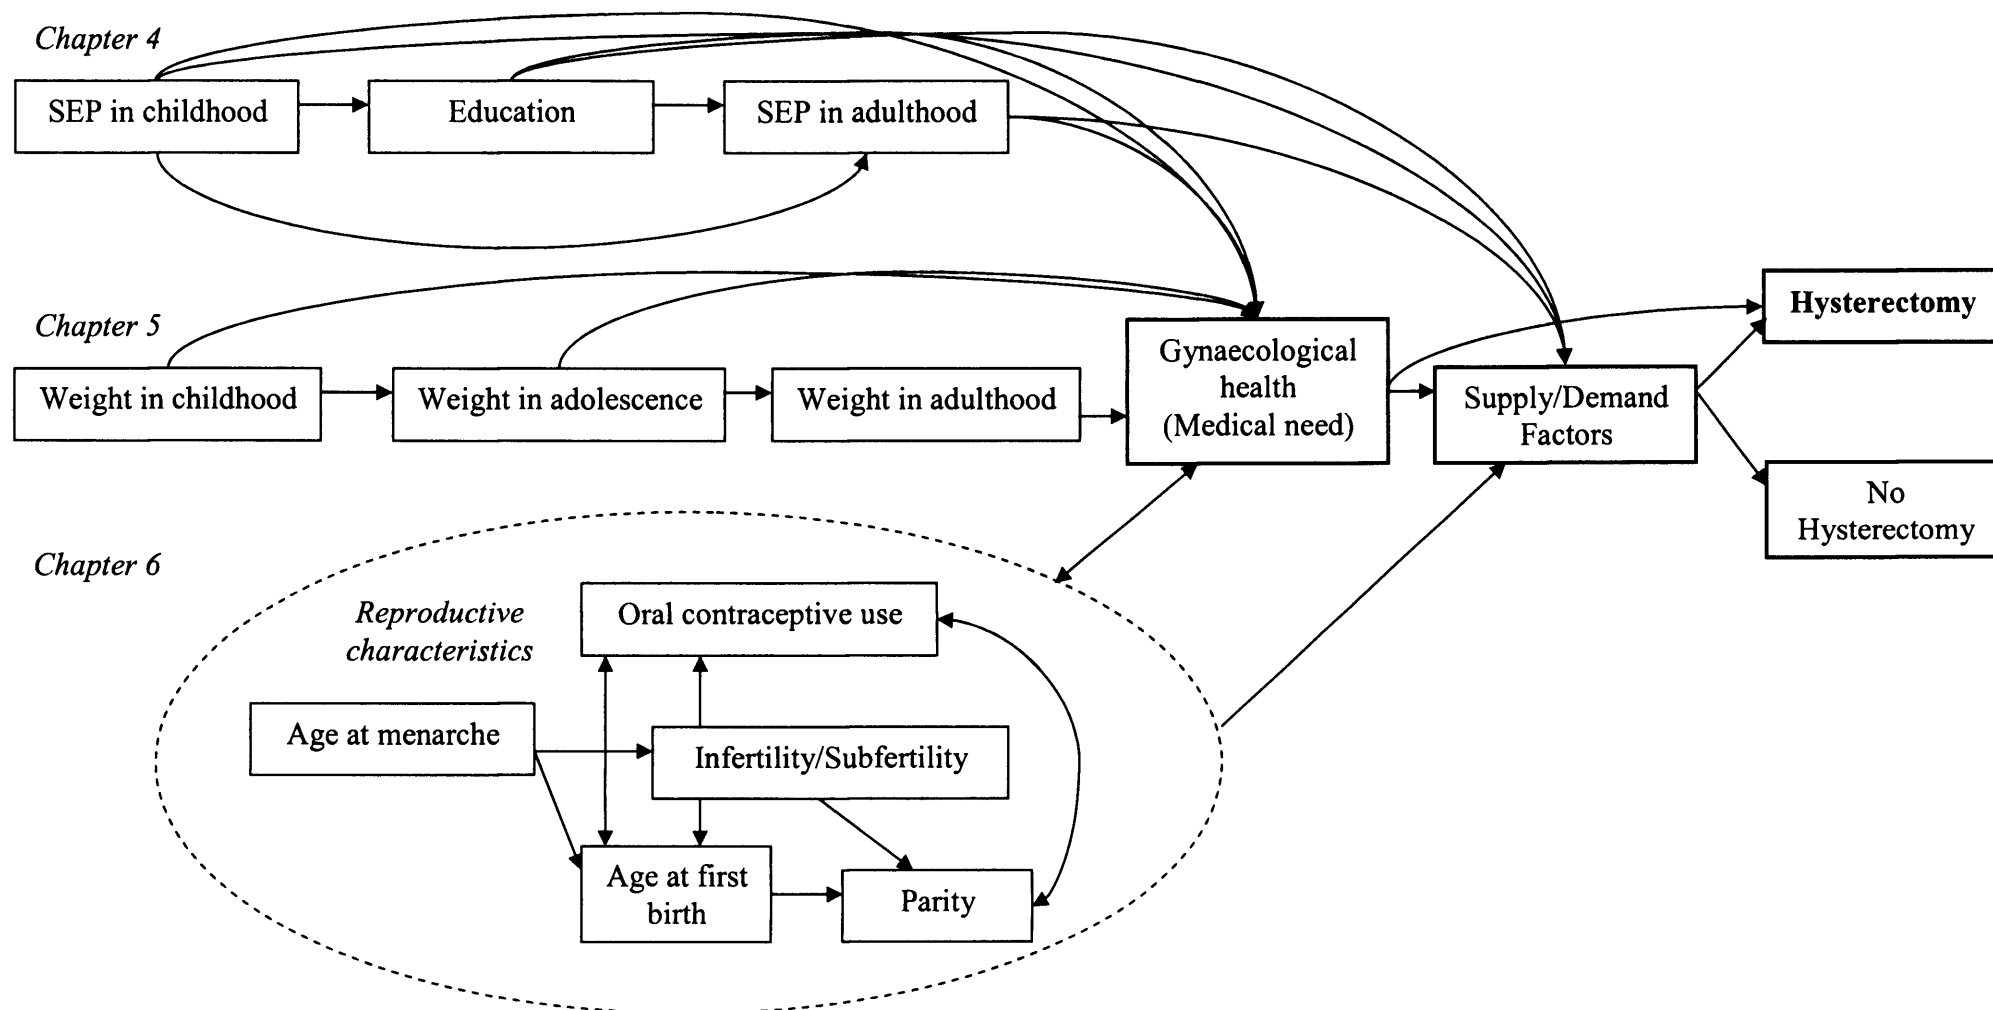 Chapter 4
SEP in childhood
Education
SEP in adulthood
Chapter 5
Weight in childhood
Weight in adolescence
Weight in adulthood
Gynaecological
health
(Medical need)
Supply/Demand
Factors
Hysterectomy
No
Hysterectomy
Chapter 6
Reproductive
characteristics
Oral contraceptive use
Age at menarche
Infertility/Subfertility
Age at first
birth
Parity